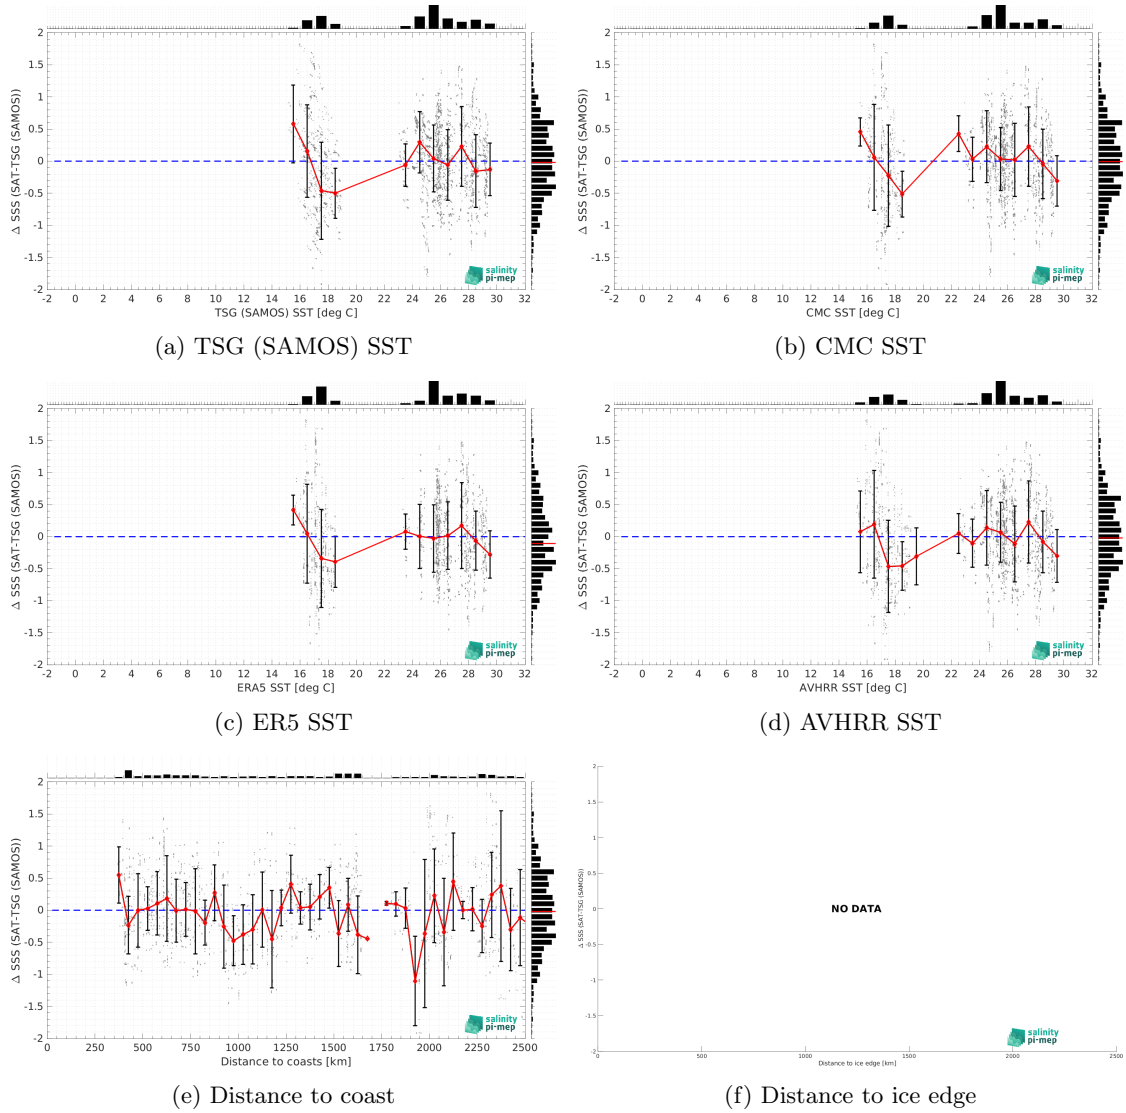 2
1.5
1
0.5
0
-0.5
-1
-1.5
-2
Δ SSS (SAT-TSG (SAMOS))
-2 0 2 4 6 8 10 12 14 16 18 20 22 24 26 28 30 32
TSG (SAMOS) SST [deg C]
salinity
pi-mep
(a) TSG (SAMOS) SST
2
1.5
1
0.5
0
-0.5
-1
-1.5
-2
Δ SSS (SAT-TSG (SAMOS))
-2 0 2 4 6 8 10 12 14 16 18 20 22 24 26 28 30 32
CMC SST [deg C]
salinity
pi-mep
(b) CMC SST
2
1.5
1
0.5
0
-0.5
-1
-1.5
-2
Δ SSS (SAT-TSG (SAMOS))
-2 0 2 4 6 8 10 12 14 16 18 20 22 24 26 28 30 32
ERA5 SST [deg C]
salinity
pi-mep
(c) ER5 SST
2
1.5
1
0.5
0
-0.5
-1
-1.5
-2
Δ SSS (SAT-TSG (SAMOS))
-2 0 2 4 6 8 10 12 14 16 18 20 22 24 26 28 30 32
AVHRR SST [deg C]
salinity
pi-mep
(d) AVHRR SST
2
1.5
1
0.5
0
-0.5
-1
-1.5
-2
Δ SSS (SAT-TSG (SAMOS))
0 250 500 750 1000 1250 1500 1750 2000 2250 2500
Distance to coasts [km]
salinity
pi-mep
(e) Distance to coast
2
1.5
1
0.5
0
-0.5
-1
-1.5
-2
Δ SSS (SAT-TSG (SAMOS))
NO DATA
0 500 1000 1500 2000 2500
Distance to ice edge [km]
salinity
pi-mep
(f) Distance to ice edge